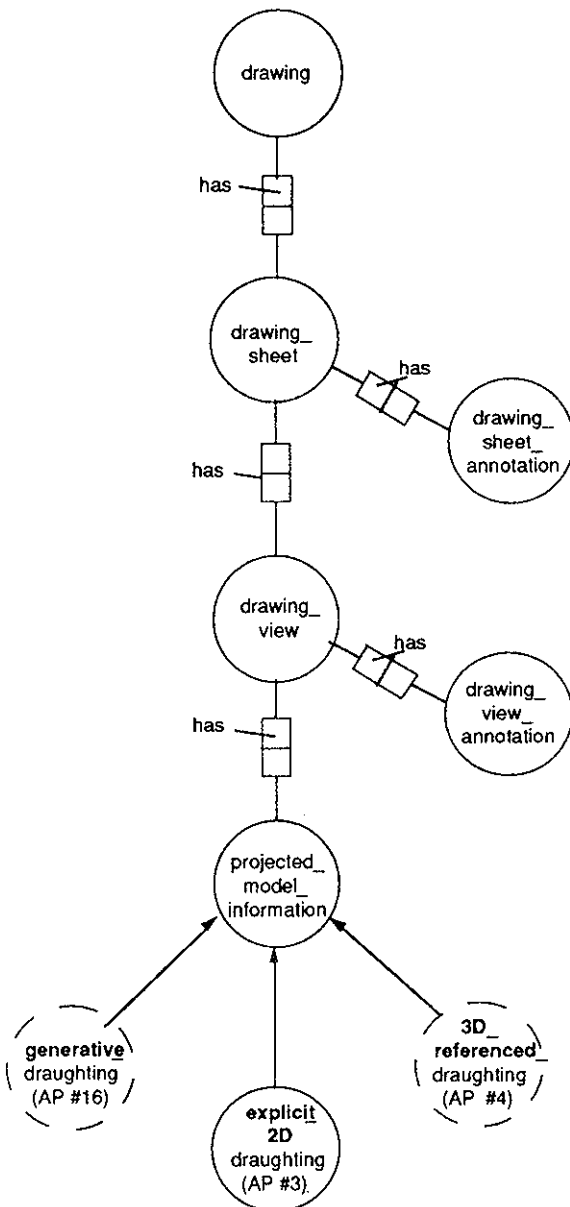 drawing
has
drawing_
sheet
has
drawing_
sheet_
annotation
has
drawing_
view
has
drawing_
view_
annotation
has
projected_
model_
information
generative
draughting
(AP #16)
3D_
referenced_
draughting
(AP #4)
explicit
2D
draughting
(AP #3)